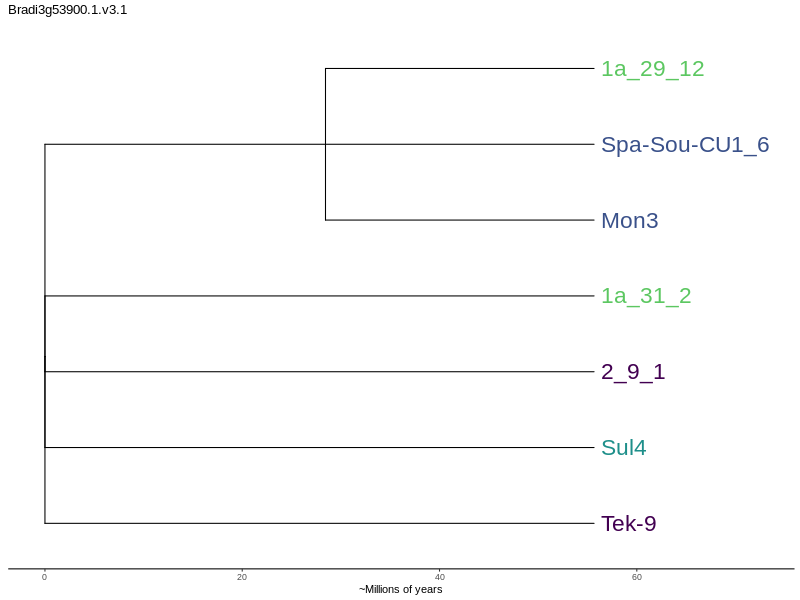 Bradi3g53900.1.v3.1
1a_29_12
Spa-Sou-CU1_6
Mon3
1a_31_2
2_9_1
Sul4
Tek-9
0 20 40 60
~Millions of years